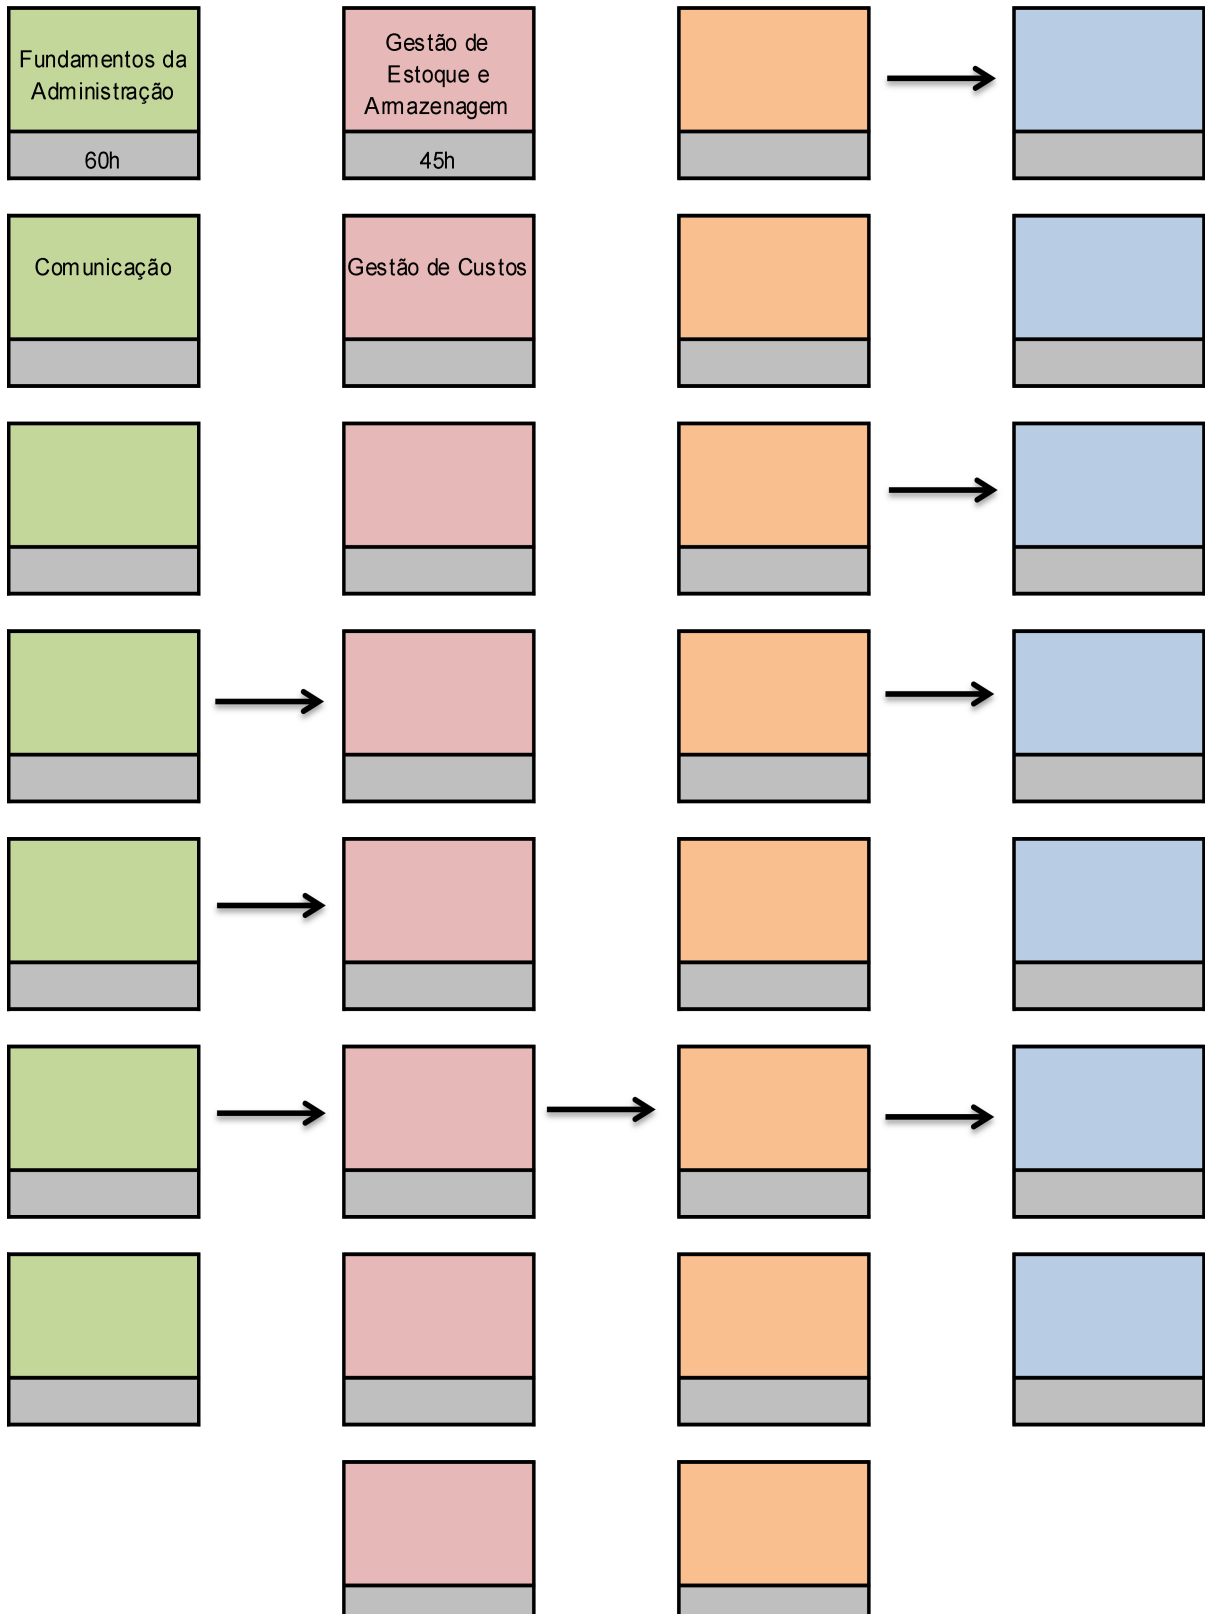 Fundamentos da
Administração
60h
Gestão de
Estoque e
Armazenagem
45h
Comunicação
Gestão de Custos